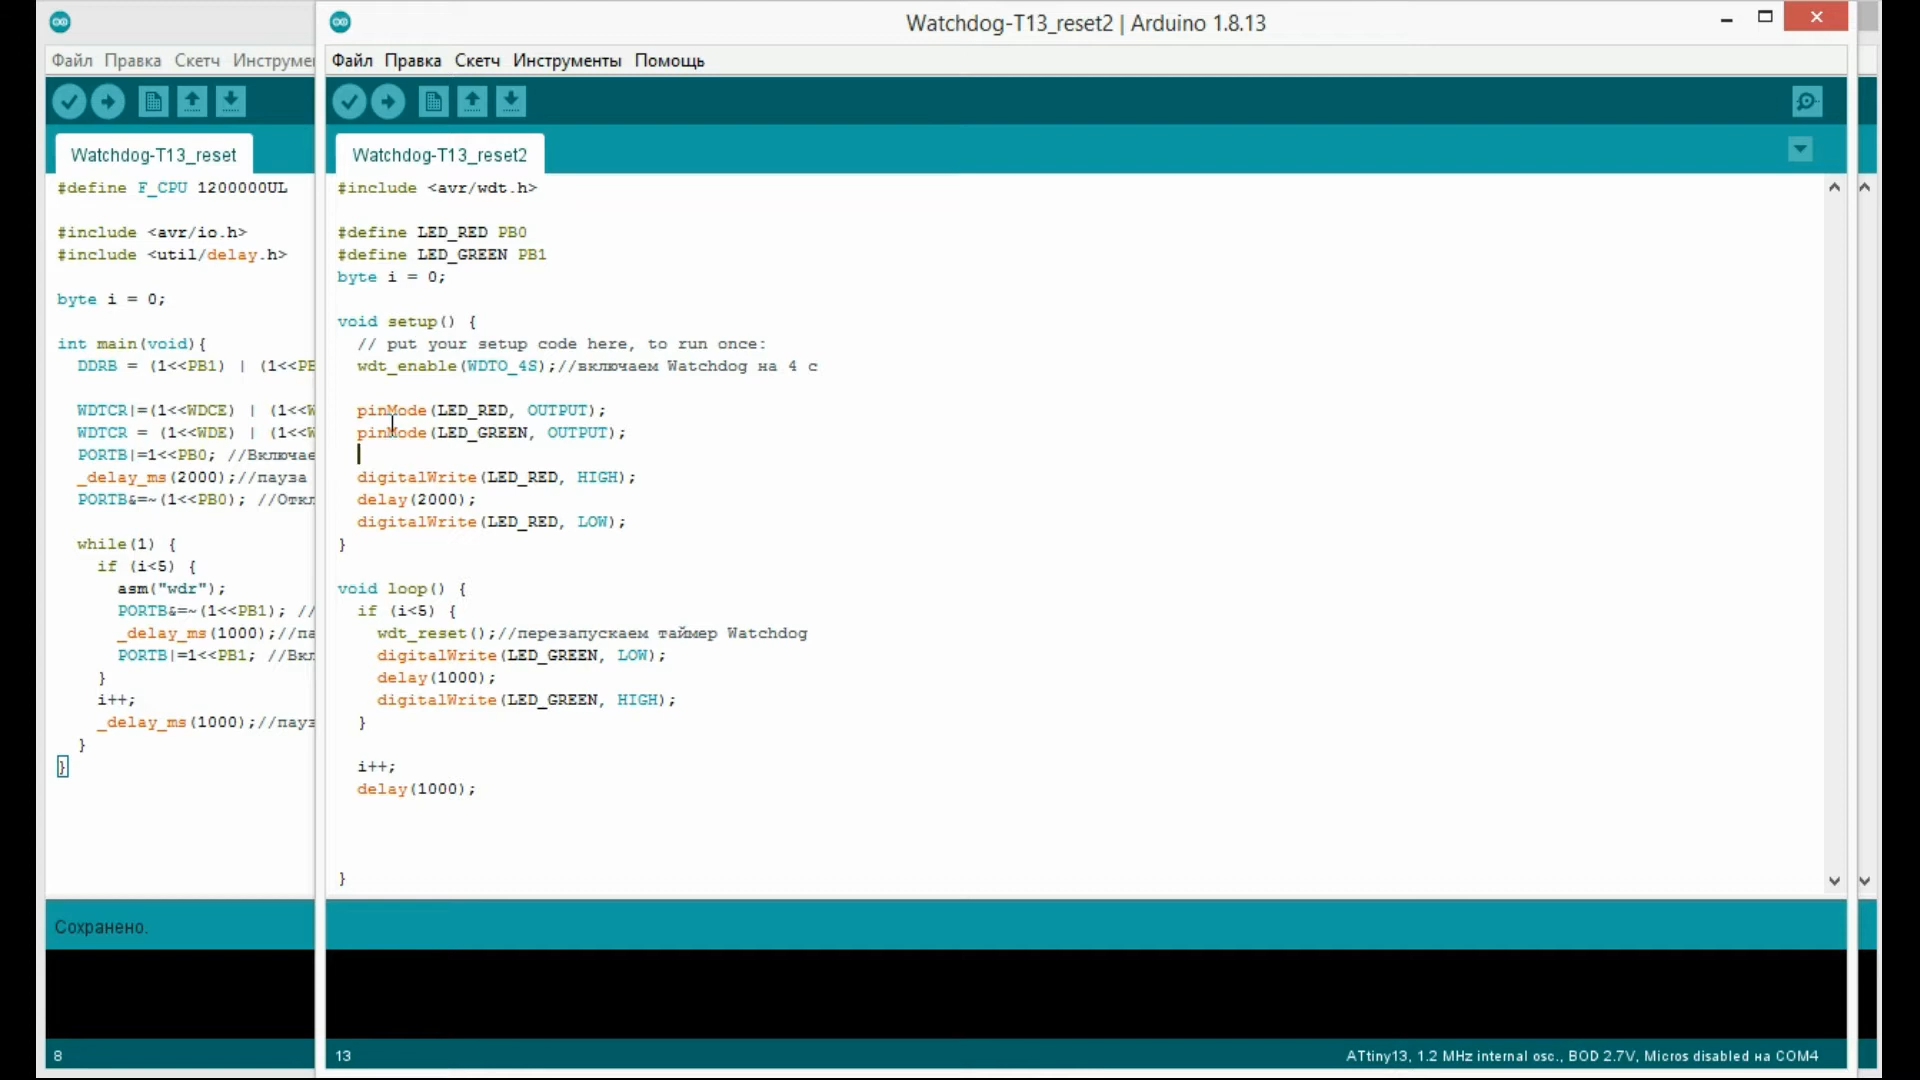 Watchdog-T13_reset2 | Arduino 1.8.13
Файл Правка Скетч
Watchdog-T13_reset
#define F_CPU 1200000UL
#include <avr/io.h>
#include <util/delay.h>
byte i = 0;
int main(void){
DDRB = (1<<PB1) | (1<<
WDTCR|=(1<<WDCE) | (1<<
WDTCR = (1<<WDE) | (1<<
PORTB|=1<<PB0; //
_delay_ms(2000);//пауза
PORTB&=~(1<<PB0); //
while(1) {
if (i<5) {
asm("wdr");
PORTB&=~(1<<PB1); //
_delay_ms(1000);//
PORTB|=1<<PB1; //
}
i++;
_delay_ms(1000);//
}
}
Сохранено.
8
Файл Правка Скетч Инструменты Помощь
Watchdog-T13_reset2
#include <avr/wdt.h>
#define LED_RED PB0
#define LED_GREEN PB1
byte i = 0;
void setup() {
// put your setup code here, to run once:
wdt_enable(WDTO_4S);//включаем Watchdog на 4 с
pinMode(LED_RED, OUTPUT);
pinMode(LED_GREEN, OUTPUT);
digitalWrite(LED_RED, HIGH);
delay(2000);
digitalWrite(LED_RED, LOW);
}
void loop() {
if (i<5) {
wdt_reset();//перезапускаем таймер Watchdog
digitalWrite(LED_GREEN, LOW);
delay(1000);
digitalWrite(LED_GREEN, HIGH);
}
i++;
delay(1000);
}
13
ATtiny13, 1.2 MHz internal osc., BOD 2.7V, Micros disabled на COM4